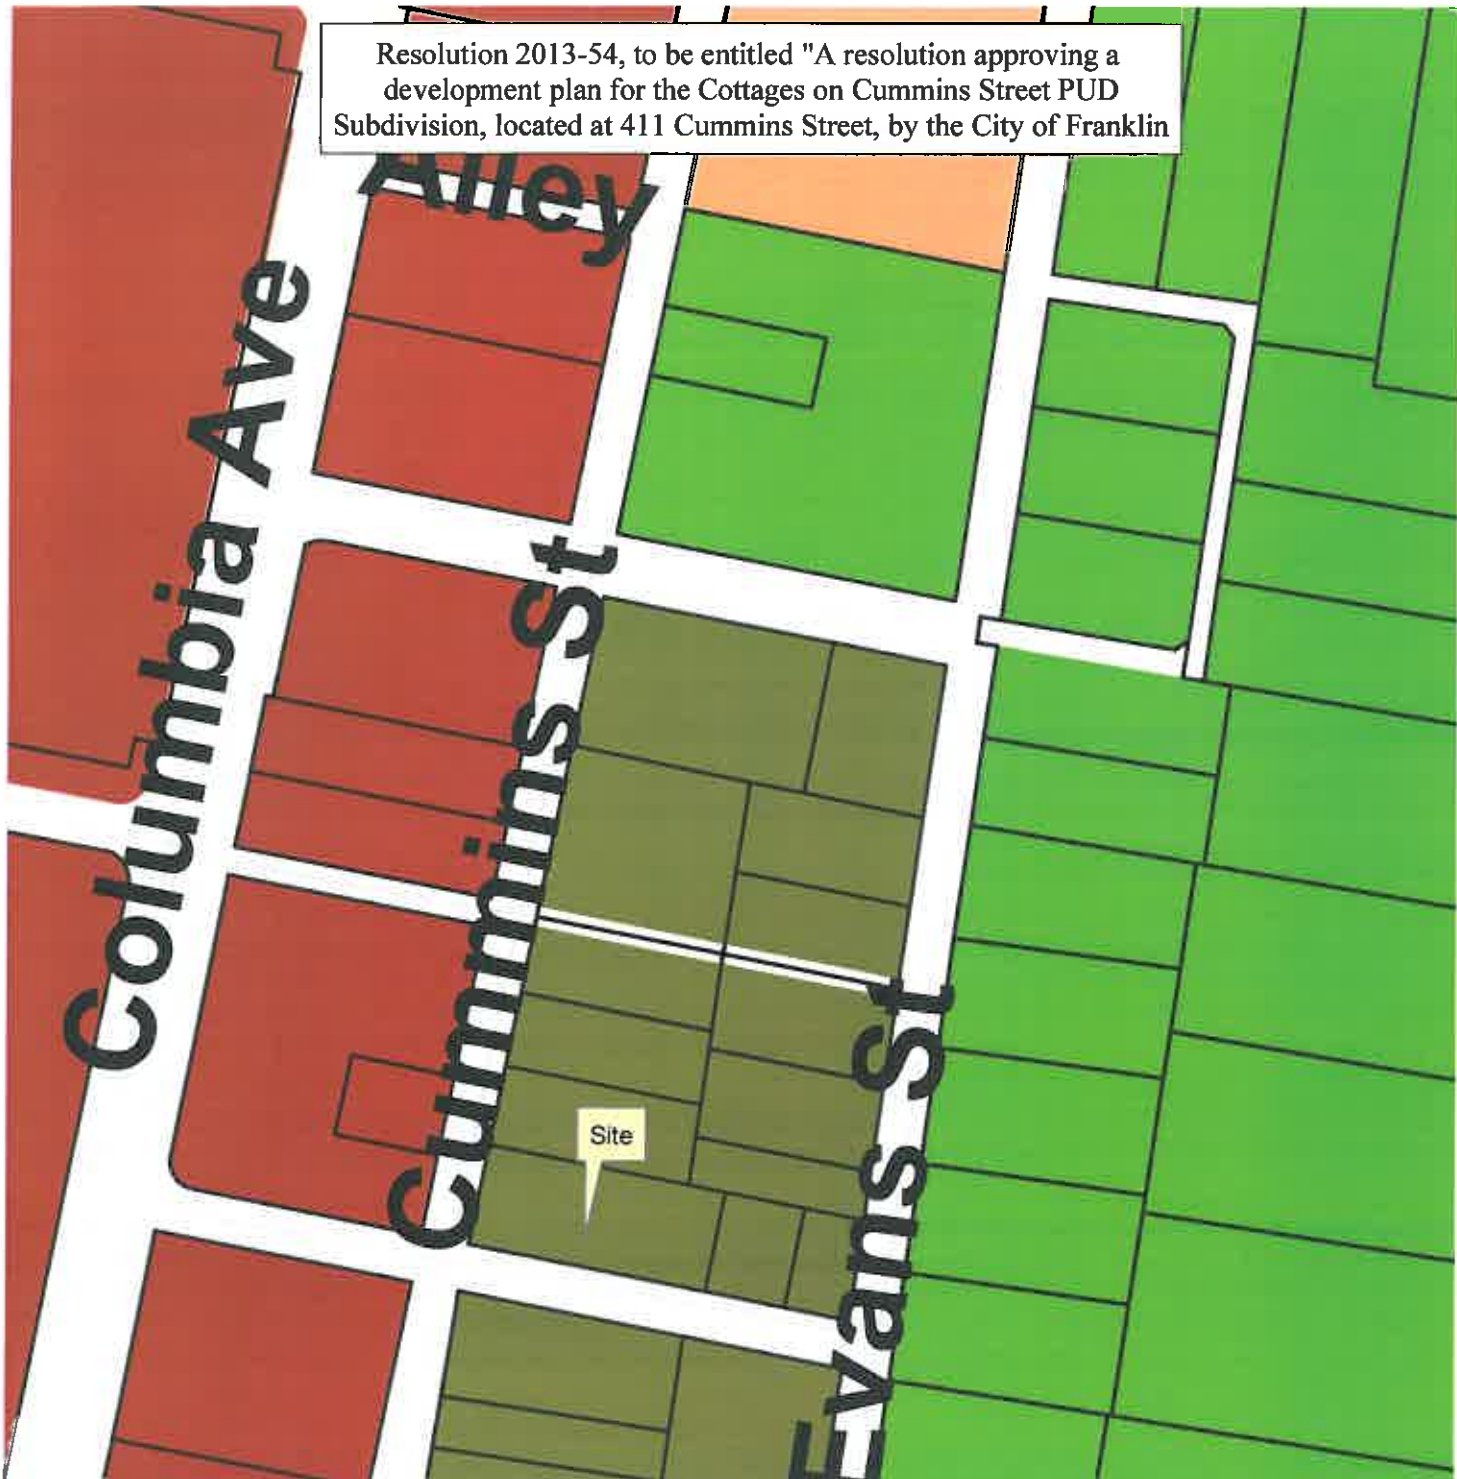 Resolution 2013-54, to be entitled "A resolution approving a
development plan for the Cottages on Cummins Street PUD
Subdivision, located at 411 Cummins Street, by the City of Franklin
Alley
Columbia Ave
Cummins St
Site
Evans St